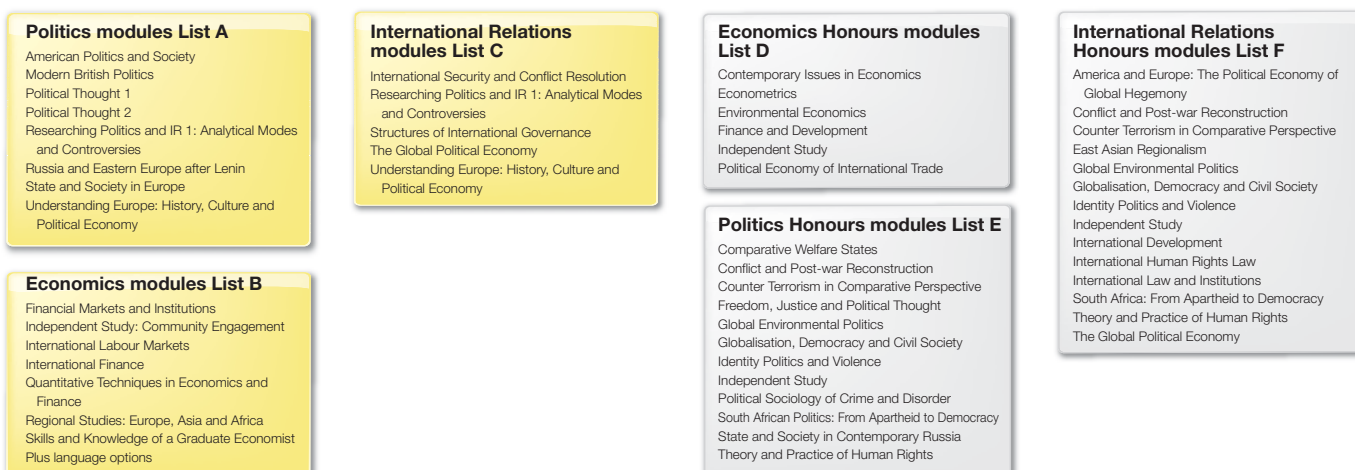 Politics modules List A
American Politics and Society
Modern British Politics
Political Thought 1
Political Thought 2
Researching Politics and IR 1: Analytical Modes
and Controversies
Russia and Eastern Europe after Lenin
State and Society in Europe
Understanding Europe: History, Culture and
Political Economy
Economics modules List B
Financial Markets and Institutions
Independent Study: Community Engagement
International Labour Markets
International Finance
Quantitative Techniques in Economics and
Finance
Regional Studies: Europe, Asia and Africa
Skills and Knowledge of a Graduate Economist
Plus language options
International Relations
modules List C
International Security and Conflict Resolution
Researching Politics and IR 1: Analytical Modes
and Controversies
Structures of International Governance
The Global Political Economy
Understanding Europe: History, Culture and
Political Economy
Economics Honours modules
List D
Contemporary Issues in Economics
Econometrics
Environmental Economics
Finance and Development
Independent Study
Political Economy of International Trade
Politics Honours modules List E
Comparative Welfare States
Conflict and Post-war Reconstruction
Counter Terrorism in Comparative Perspective
Freedom, Justice and Political Thought
Global Environmental Politics
Globalisation, Democracy and Civil Society
Identity Politics and Violence
Independent Study
Political Sociology of Crime and Disorder
South African Politics: From Apartheid to Democracy
State and Society in Contemporary Russia
Theory and Practice of Human Rights
International Relations
Honours modules List F
America and Europe: The Political Economy of
Global Hegemony
Conflict and Post-war Reconstruction
Counter Terrorism in Comparative Perspective
East Asian Regionalism
Global Environmental Politics
Globalisation, Democracy and Civil Society
Identity Politics and Violence
Independent Study
International Development
International Human Rights Law
International Law and Institutions
South Africa: From Apartheid to Democracy
Theory and Practice of Human Rights
The Global Political Economy